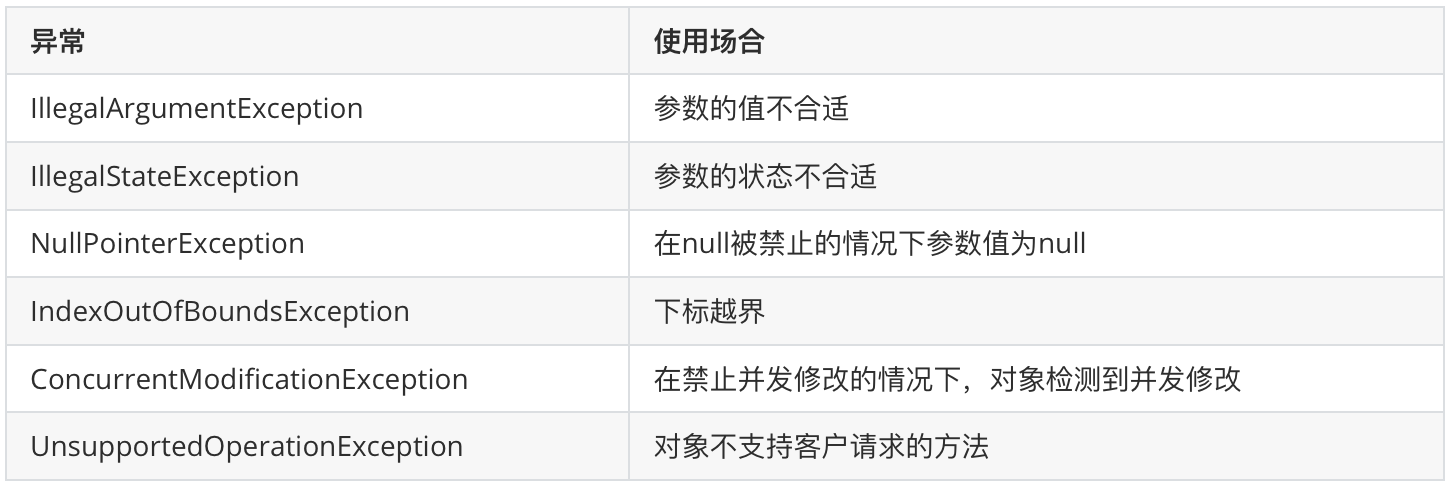 异常 使用场合
IllegalArgumentException 参数的值不合适
IllegalStateException 参数的状态不合适
NullPointerException 在null被禁止的情况下参数值为null
IndexOutOfBoundsException 下标越界
ConcurrentModificationException 在禁止并发修改的情况下，对象检测到并发修改
UnsupportedOperationException 对象不支持客户请求的方法